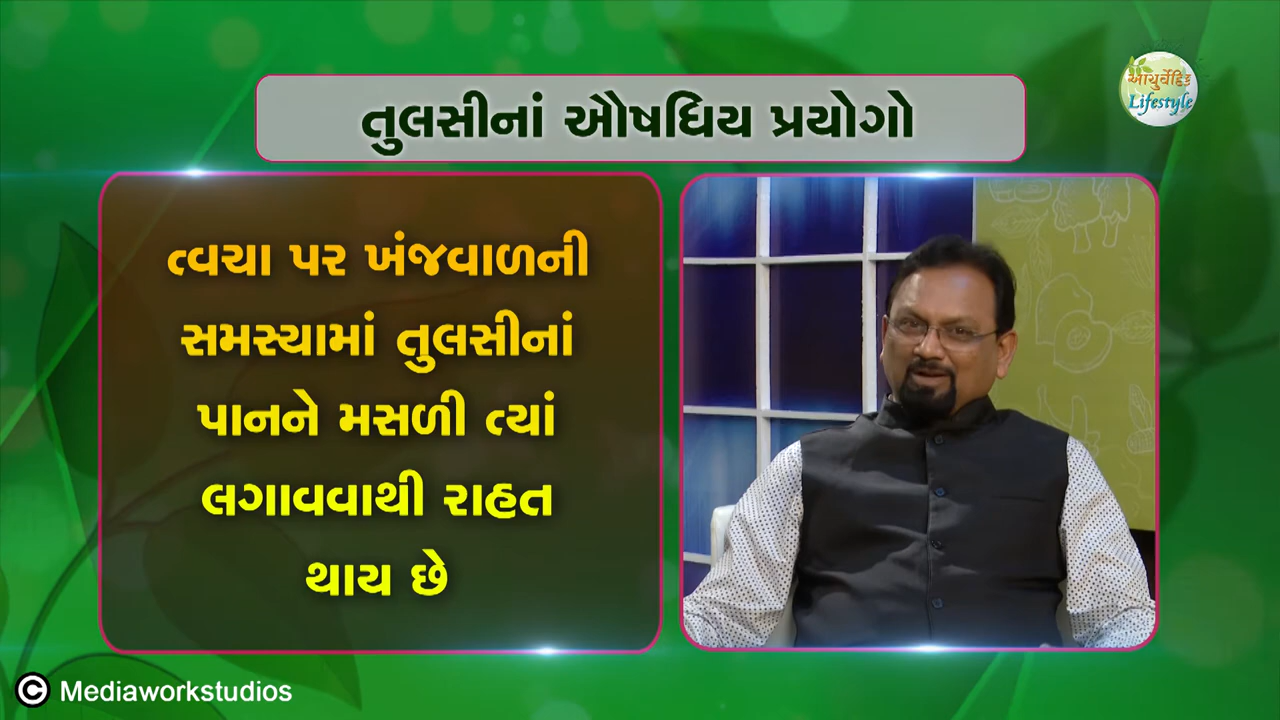 તુલસીનાં ઔષધિય પ્રયોગો
આયુર્વેદિક
Lifestyle
ત્વચા પર ખંજવાળની
સમસ્યામાં તુલસીનાં
પાનને મસળી ત્યાં
લગાવવાથી રાહત
થાય છે
© Mediaworkstudios